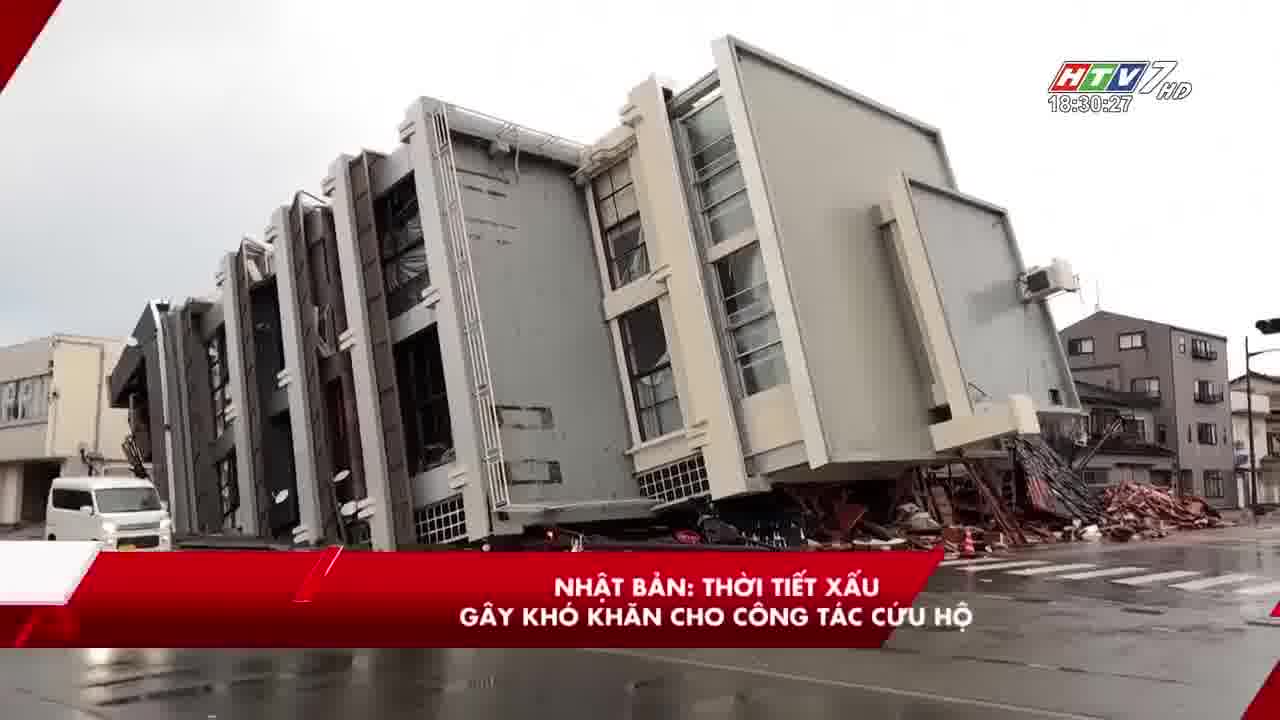 HTV7 HD
18:30:27
NHẬT BẢN: THỜI TIẾT XẤU
GÂY KHÓ KHĂN CHO CÔNG TÁC CỨU HỘ